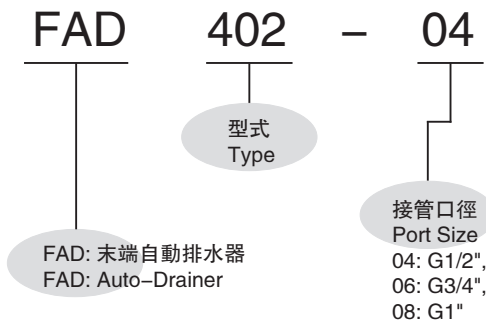 FAD 402 – 04
型式
Type
接管口徑
Port Size
04: G1/2",
06: G3/4",
08: G1"
FAD: 末端自動排水器
FAD: Auto–Drainer